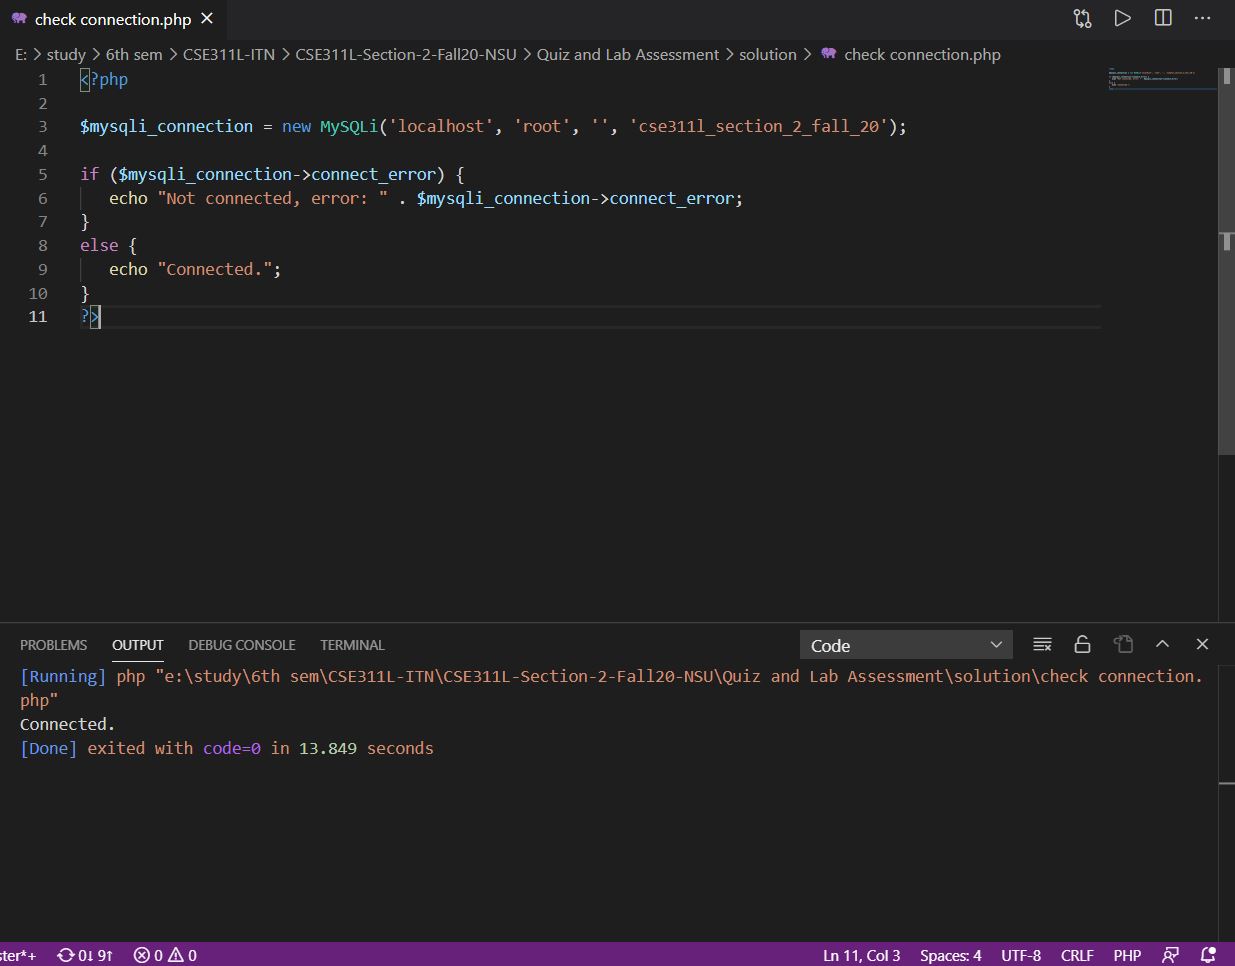 check connection.php
E: > study > 6th sem > CSE311L-ITN > CSE311L-Section-2-Fall20-NSU > Quiz and Lab Assessment > solution > check connection.php
1 <?php
2
3 $mysqli_connection = new MySQLi('localhost', 'root', '', 'cse311l_section_2_fall_20');
4
5 if ($mysqli_connection->connect_error) {
6 echo "Not connected, error: " . $mysqli_connection->connect_error;
7 }
8 else {
9 echo "Connected.";
10 }
11 ?>
PROBLEMS OUTPUT DEBUG CONSOLE TERMINAL Code
[Running] php "e:\study\6th sem\CSE311L-ITN\CSE311L-Section-2-Fall20-NSU\Quiz and Lab Assessment\solution\check connection.
php"
Connected.
[Done] exited with code=0 in 13.849 seconds
ster*+ 0↓ 9↑ 0 0 Ln 11, Col 3 Spaces: 4 UTF-8 CRLF PHP